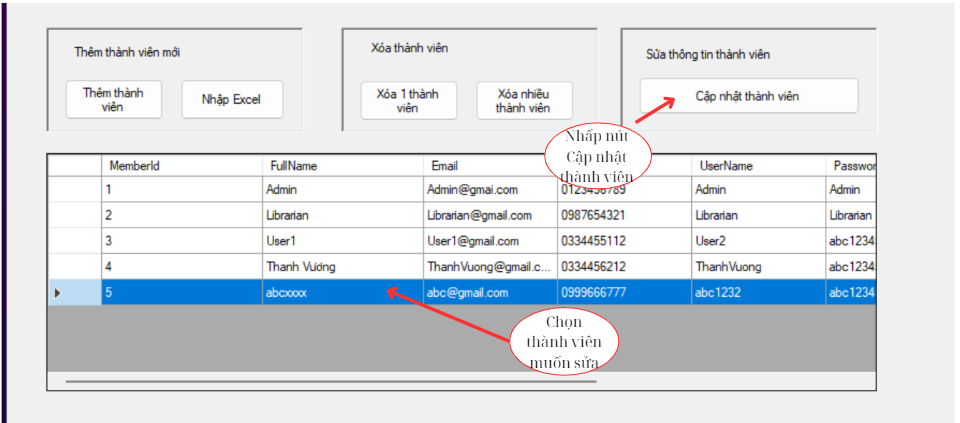 Thêm thành viên mới
Xóa thành viên
Sửa thông tin thành viên
Thêm thành
viên
Nhập Excel
Xóa 1 thành
viên
Xóa nhiều
thành viên
Cập nhật thành viên
Nhấp nút
Cập nhật
thành viên
MemberId FullName Email UserName Passwor
1 Admin Admin@gmai.com 0123456789 Admin Admin
2 Librarian Librarian@gmail.com 0987654321 Librarian Librarian
3 User1 User1@gmail.com 0334455112 User2 abc1234
4 Thanh Vương ThanhVuong@gmail.c... 0334456212 ThanhVuong abc1234
5 abcxxxx abc@gmail.com 0999666777 abc1232 abc1234
Chọn
thành viên
muốn sửa